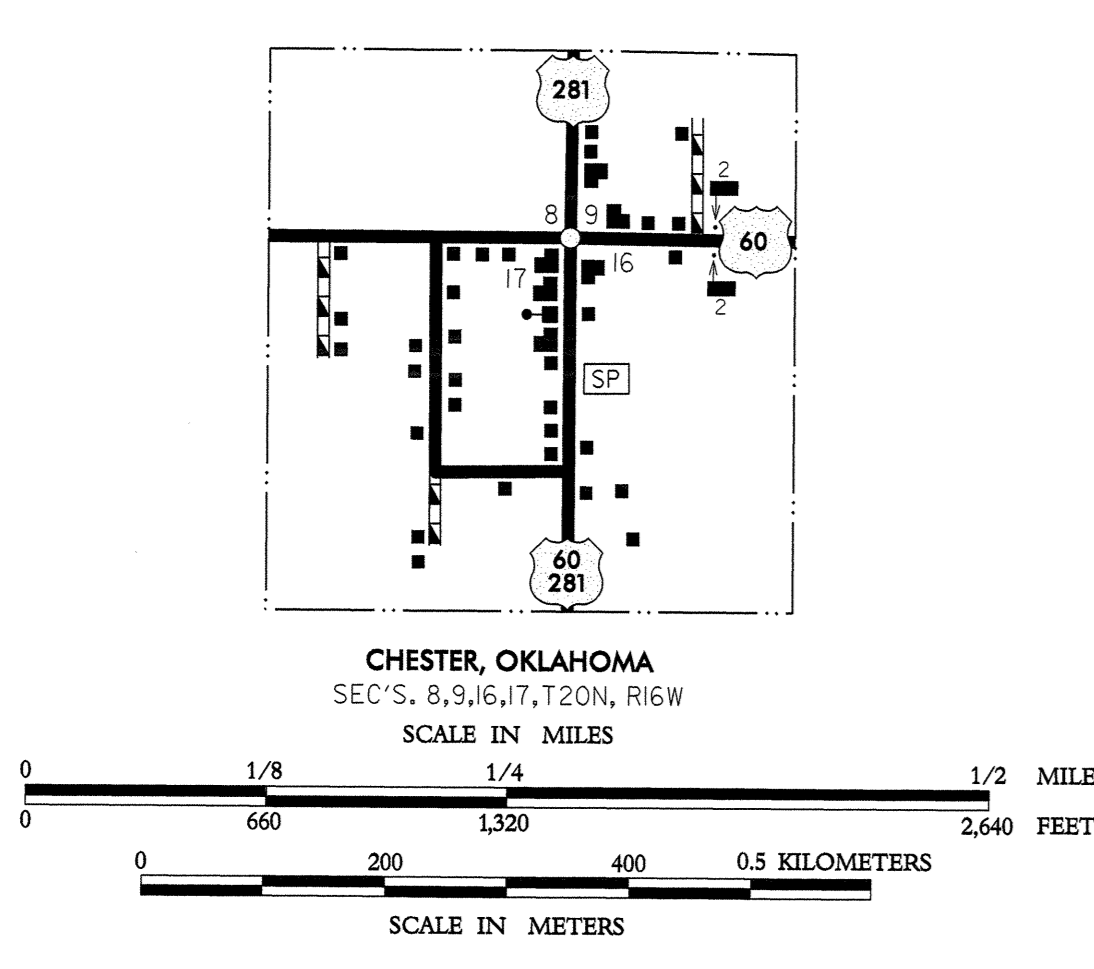 281
2
8 9
60
17 16
2
SP
60
281
CHESTER, OKLAHOMA
SEC'S. 8,9,16,17,T20N, R16W
SCALE IN MILES
0 1/8 1/4 1/2 MILE
0 660 1,320 2,640 FEET
0 200 400 0.5 KILOMETERS
SCALE IN METERS